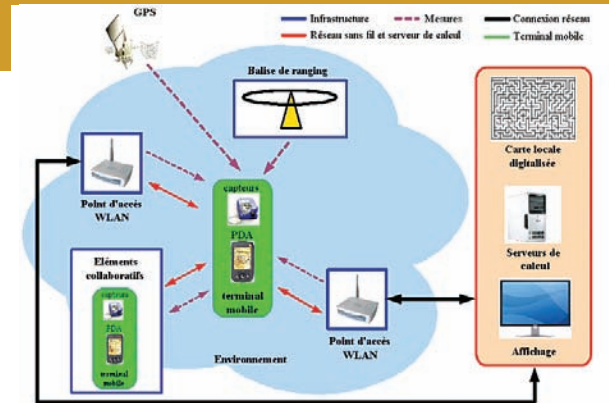 GPS
Infrastructure
Mesures
Connexion réseau
Réseau sans fil et serveur de calcul
Terminal mobile
Balise de ranging
Carte locale
digitalisée
Point d'accès
WLAN
capteurs
PDA
terminal
mobile
Serveurs de
calcul
Eléments
collaboratifs
capteurs
PDA
terminal
mobile
Point d'accès
WLAN
Environnement
Affichage